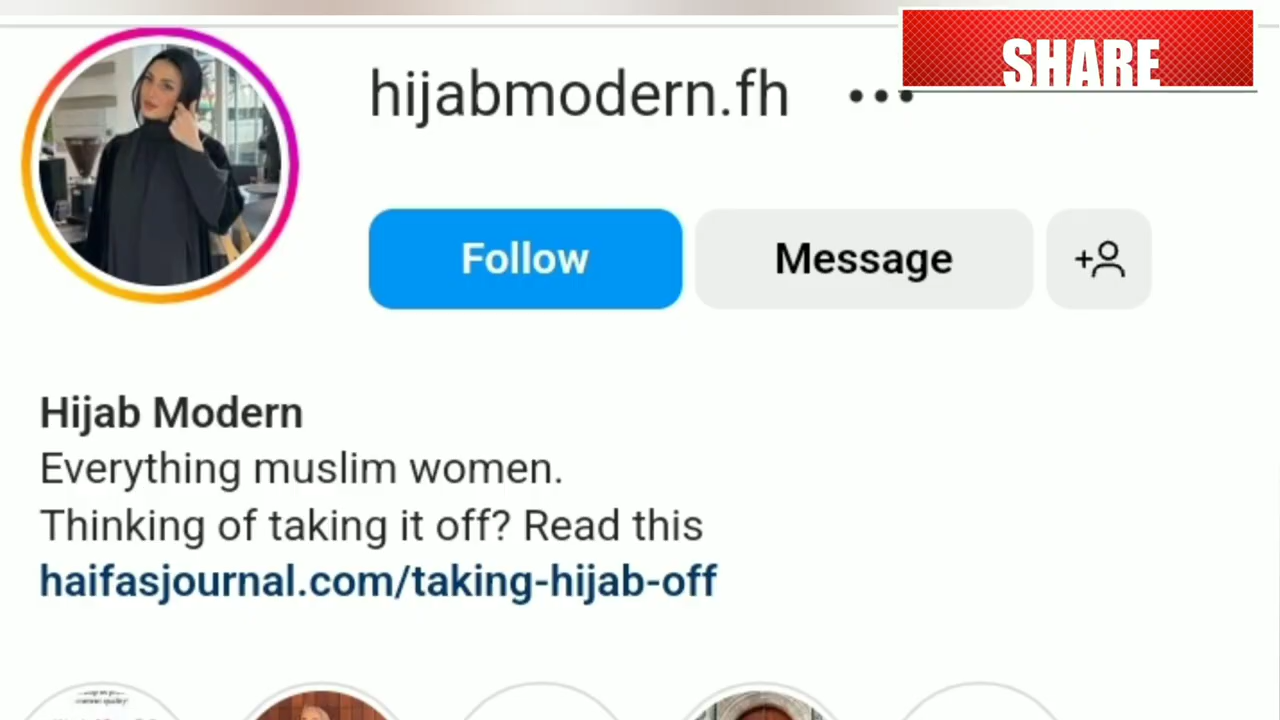 SHARE
hijabmodern.fh
Follow
Message
Hijab Modern
Everything muslim women.
Thinking of taking it off? Read this
haifasjournal.com/taking-hijab-off